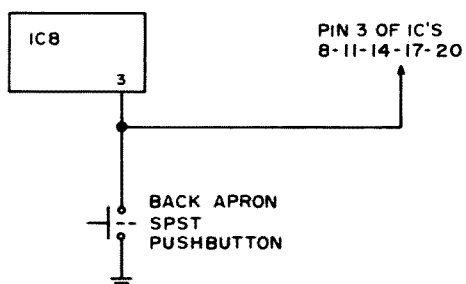 IC8
3
PIN 3 OF IC'S
8-11-14-17-20
BACK APRON
SPST
PUSHBUTTON